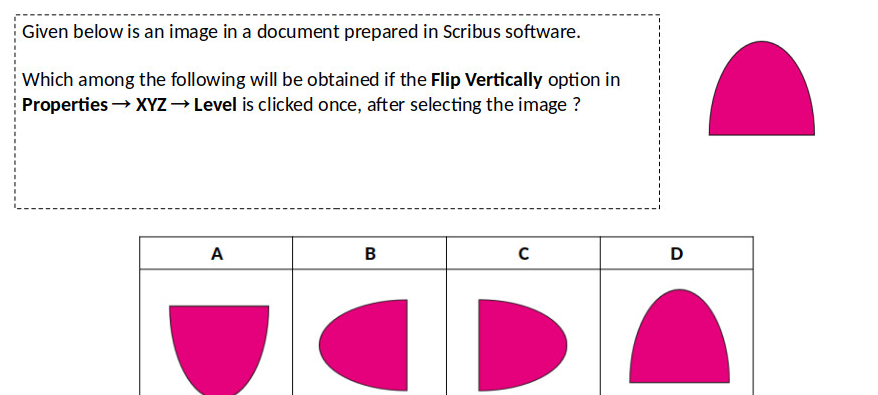 Given below is an image in a document prepared in Scribus software.
Which among the following will be obtained if the Flip Vertically option in
Properties → XYZ → Level is clicked once, after selecting the image ?
A B C D